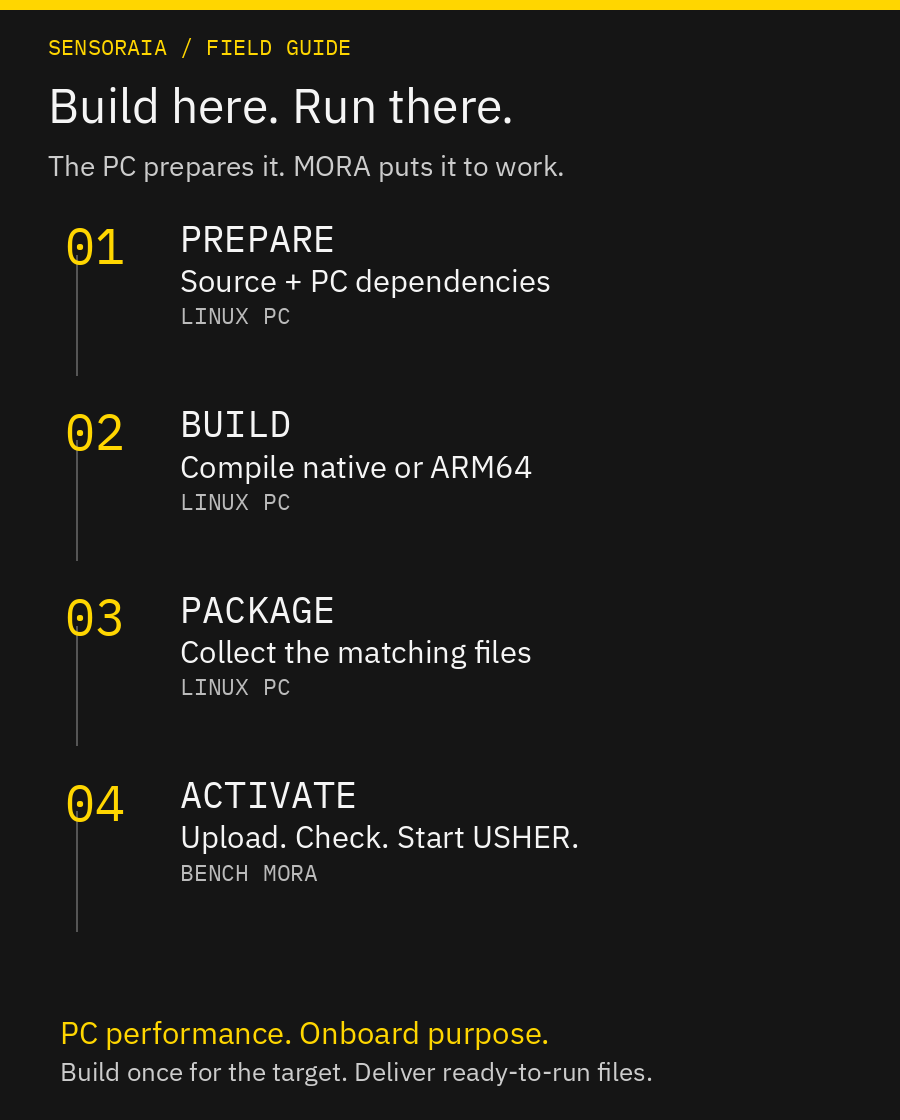 SENSORAIA / FIELD GUIDE
Build here. Run there.
The PC prepares it. MORA puts it to work.
01
PREPARE
Source + PC dependencies
LINUX PC
02
BUILD
Compile native or ARM64
LINUX PC
03
PACKAGE
Collect the matching files
LINUX PC
04
ACTIVATE
Upload. Check. Start USHER.
BENCH MORA
PC performance. Onboard purpose.
Build once for the target. Deliver ready-to-run files.